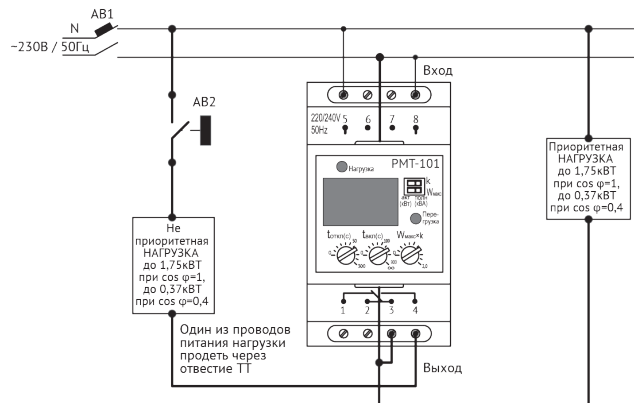 АВ1
N
~230В / 50Гц
АВ2
Вход
220/240V 5 6 7 8
50Hz
РМТ-101
Нагрузка
k
Wмакс
акт полн
(кВт) (кВА)
Пере-
грузка
tоткл(с) tвкл(с) Wмакс×k
1 2 3 4
Выход
Не
приоритетная
НАГРУЗКА
до 1,75кВТ
при cos φ=1,
до 0,37кВТ
при cos φ=0,4
Приоритетная
НАГРУЗКА
до 1,75кВТ
при cos φ=1,
до 0,37кВТ
при cos φ=0,4
Один из проводов
питания нагрузки
продеть через
отвестие ТТ